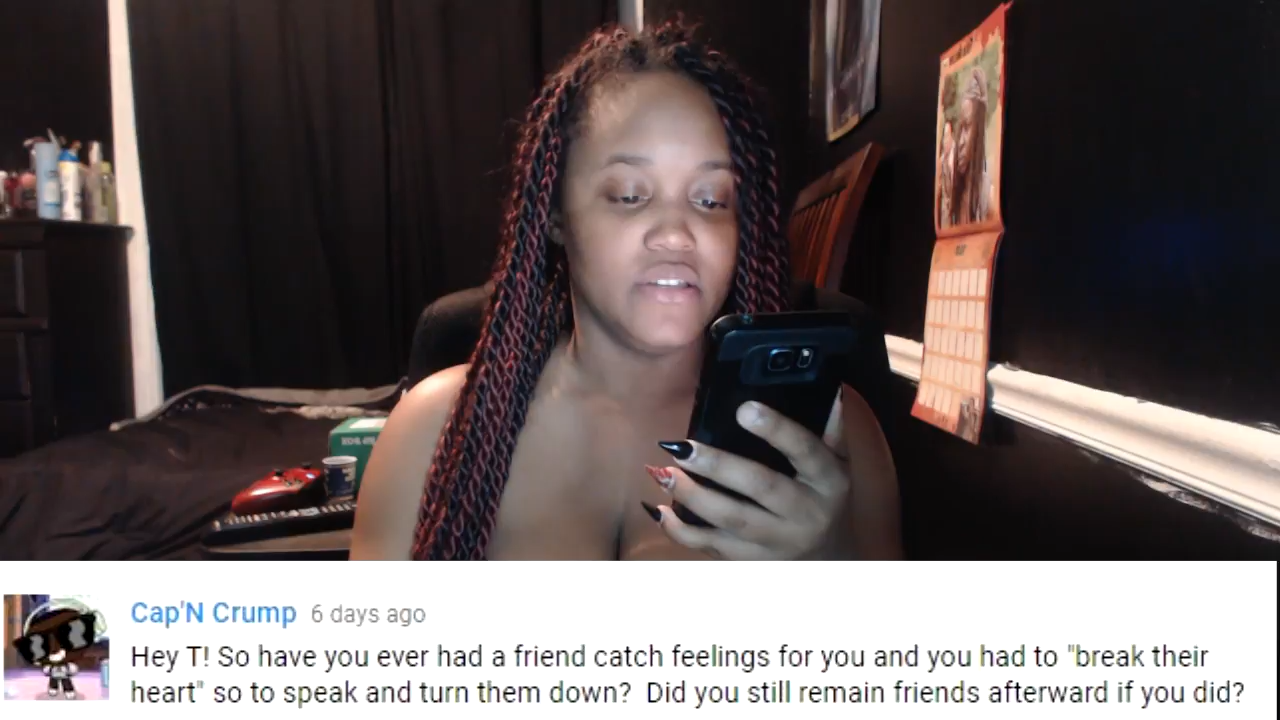 Cap'N Crump 6 days ago
Hey T! So have you ever had a friend catch feelings for you and you had to "break their
heart" so to speak and turn them down? Did you still remain friends afterward if you did?